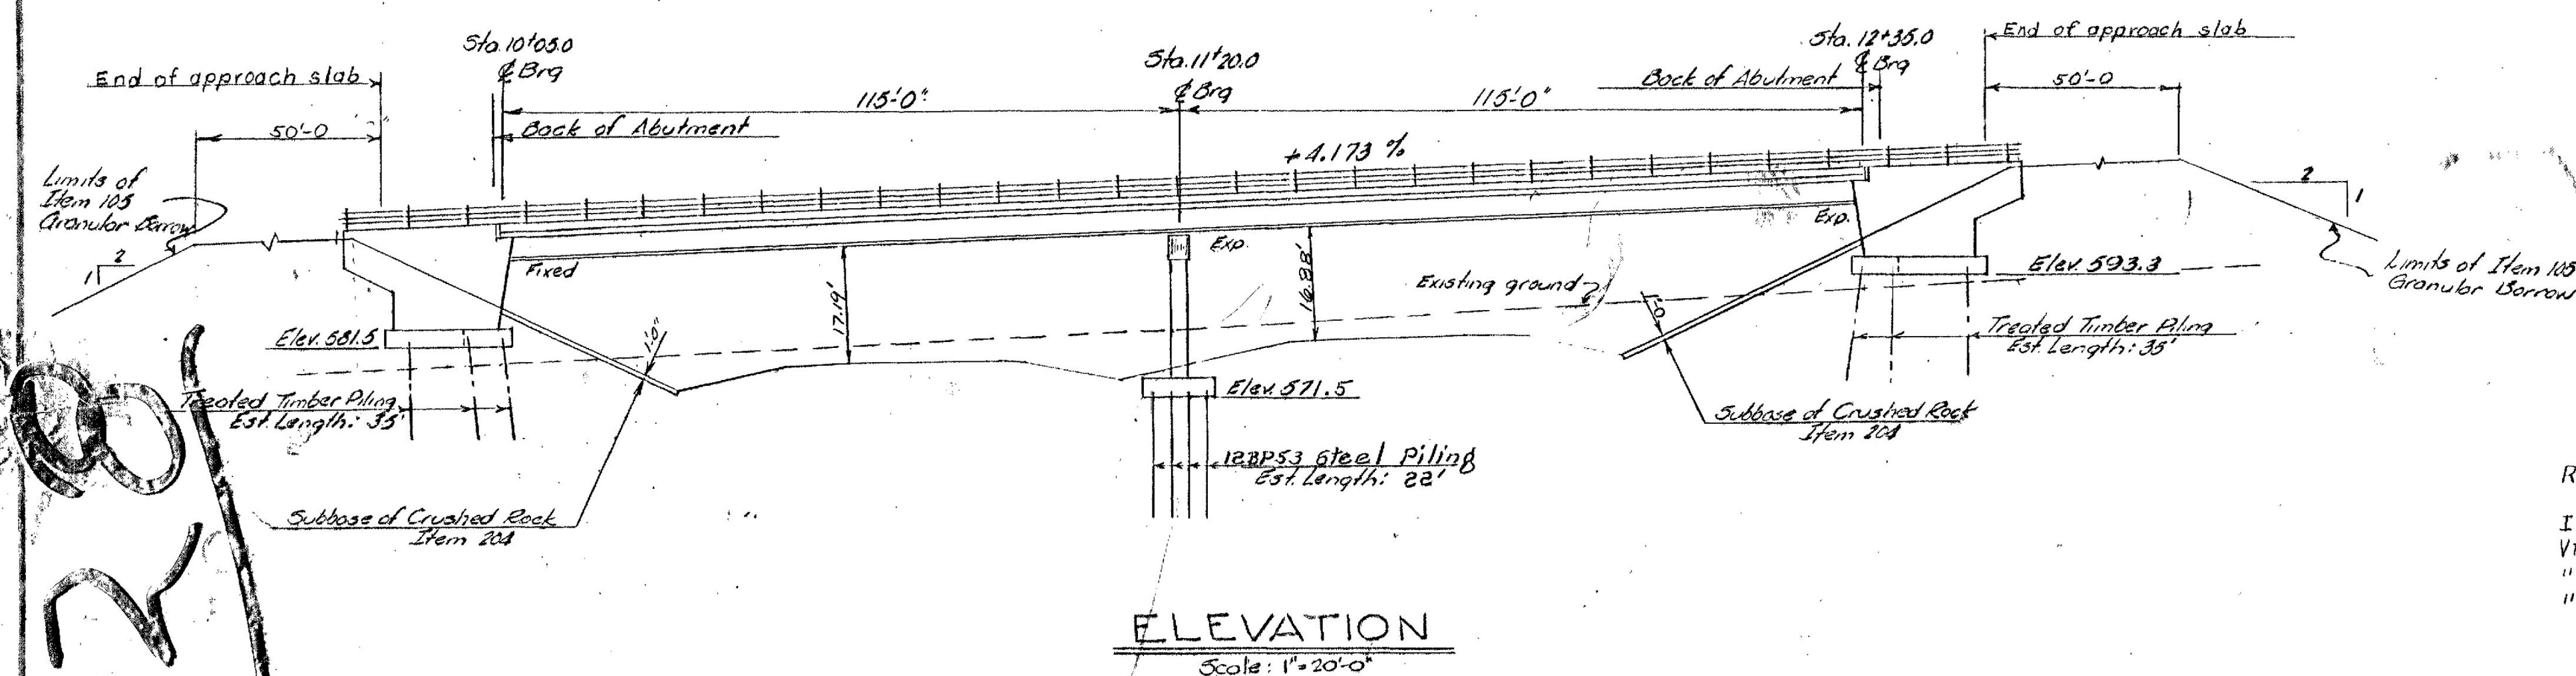 Sta. 10+05.0
℄ Brg
Sta. 11+20.0
℄ Brg
Sta. 12+35.0
℄ Brg
End of approach slab
End of approach slab
115'-0"
115'-0"
Back of Abutment
50'-0
50'-0
Back of Abutment
+4.173 %
Limits of
Item 105
Granular Borrow
2
1
2
1
Fixed
Exp.
Exp.
17.19'
16.88'
Existing ground
1'-0"
1'-0"
Elev. 593.3
Limits of Item 105
Granular Borrow
Elev. 581.5
Treated Timber Piling
Est. Length: 35'
Treated Timber Piling
Est. Length: 35'
Elev. 571.5
Subbase of Crushed Rock
Item 204
12BP53 Steel Piling
Est. Length: 22'
Subbase of Crushed Rock
Item 204
ELEVATION
Scale: 1"=20'-0"